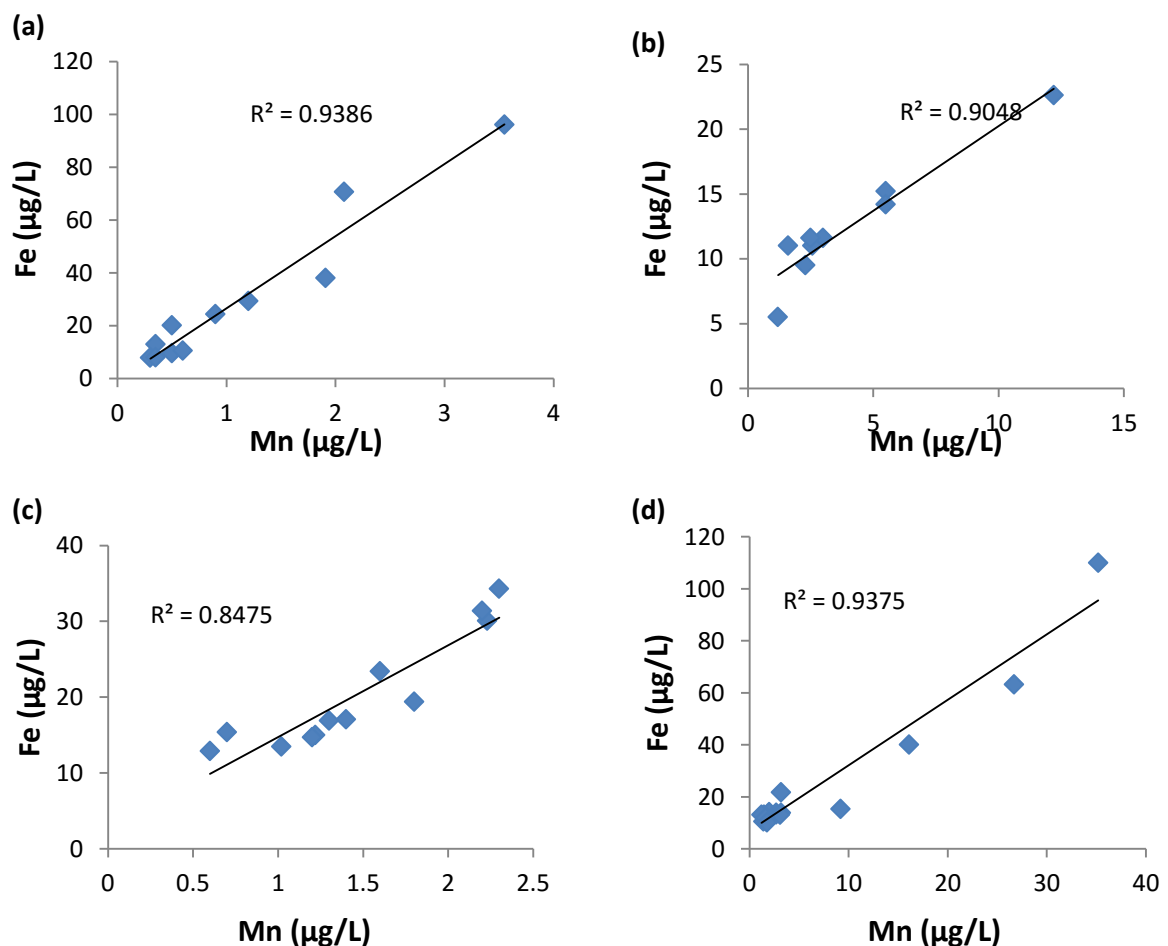 (a)
120
100
80
60
40
20
0
Fe (µg/L)
R² = 0.9386
0 1 2 3 4
Mn (µg/L)
(b)
25
20
15
10
5
0
Fe (µg/L)
R² = 0.9048
0 5 10 15
Mn (µg/L)
(c)
40
30
20
10
0
Fe (µg/L)
R² = 0.8475
0 0.5 1 1.5 2 2.5
Mn (µg/L)
(d)
120
100
80
60
40
20
0
Fe (µg/L)
R² = 0.9375
0 10 20 30 40
Mn (µg/L)